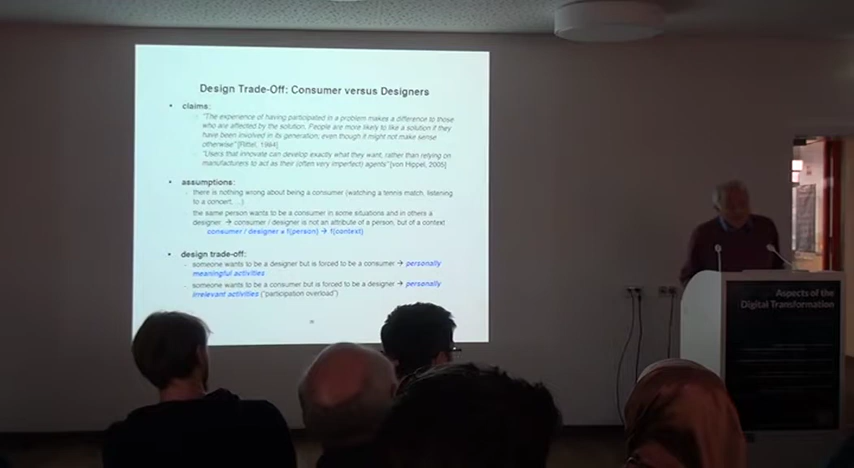 Design Trade-Off: Consumer versus Designers
• claims:
- "The experience of having participated in a problem makes a difference to those
who are affected by the solution. People are more likely to like a solution if they
have been involved in its generation; even though it might not make sense
otherwise" [Rittel, 1984]
- "Users that innovate can develop exactly what they want, rather than relying on
manufacturers to act as their (often very imperfect) agents" [von Hippel, 2005]
• assumptions:
- there is nothing wrong about being a consumer (watching a tennis match, listening
to a concert, ...)
- the same person wants to be a consumer in some situations and in others a
designer → consumer / designer is not an attribute of a person, but of a context
consumer / designer ≠ f{person} → f{context}
• design trade-off:
- someone wants to be a designer but is forced to be a consumer → personally
meaningful activities
- someone wants to be a consumer but is forced to be a designer → personally
irrelevant activities ("participation overload")
Aspects of the
Digital Transformation